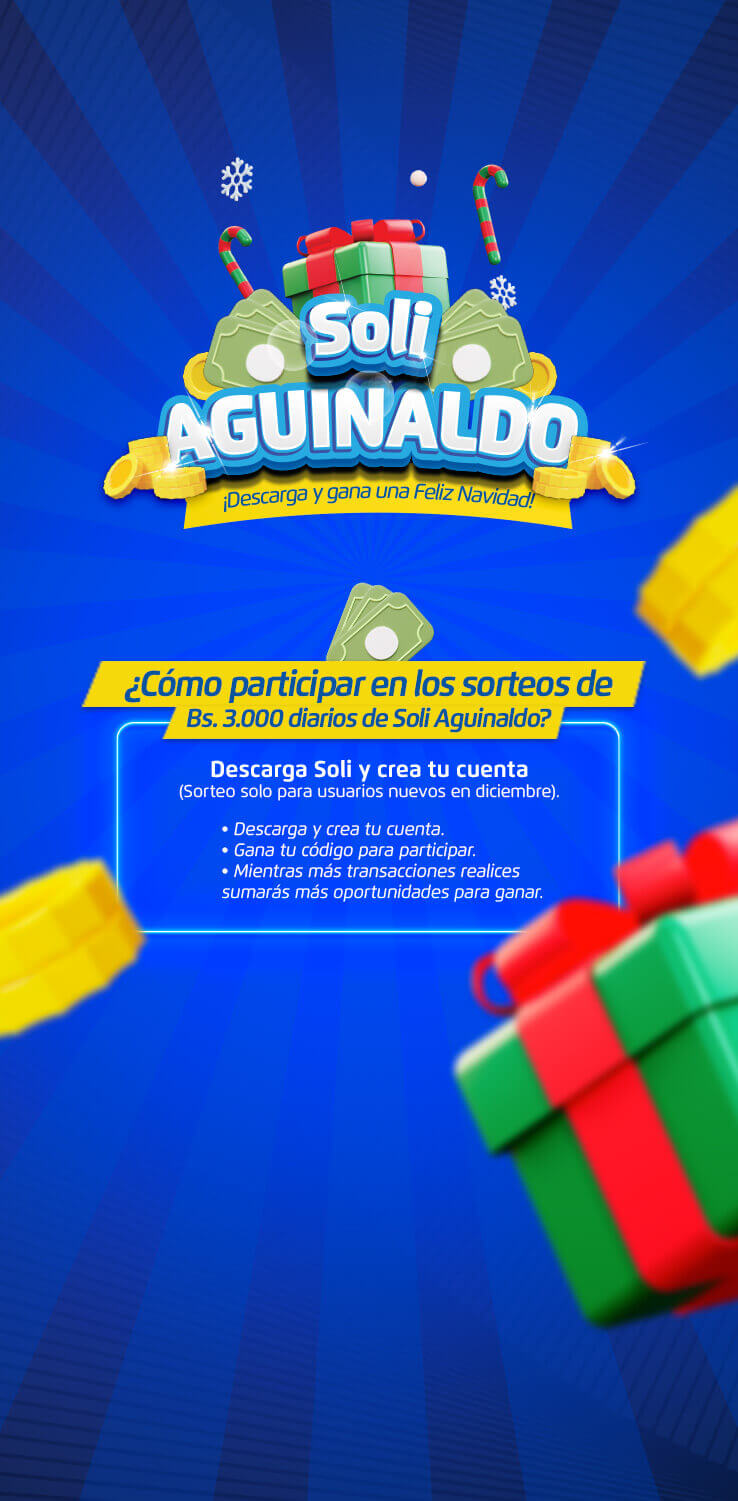 Soli
AGUINALDO
¡Descarga y gana una Feliz Navidad!
¿Cómo participar en los sorteos de
Bs. 3.000 diarios de Soli Aguinaldo?
Descarga Soli y crea tu cuenta
(Sorteo solo para usuarios nuevos en diciembre).
• Descarga y crea tu cuenta.
• Gana tu código para participar.
• Mientras más transacciones realices
sumarás más oportunidades para ganar.